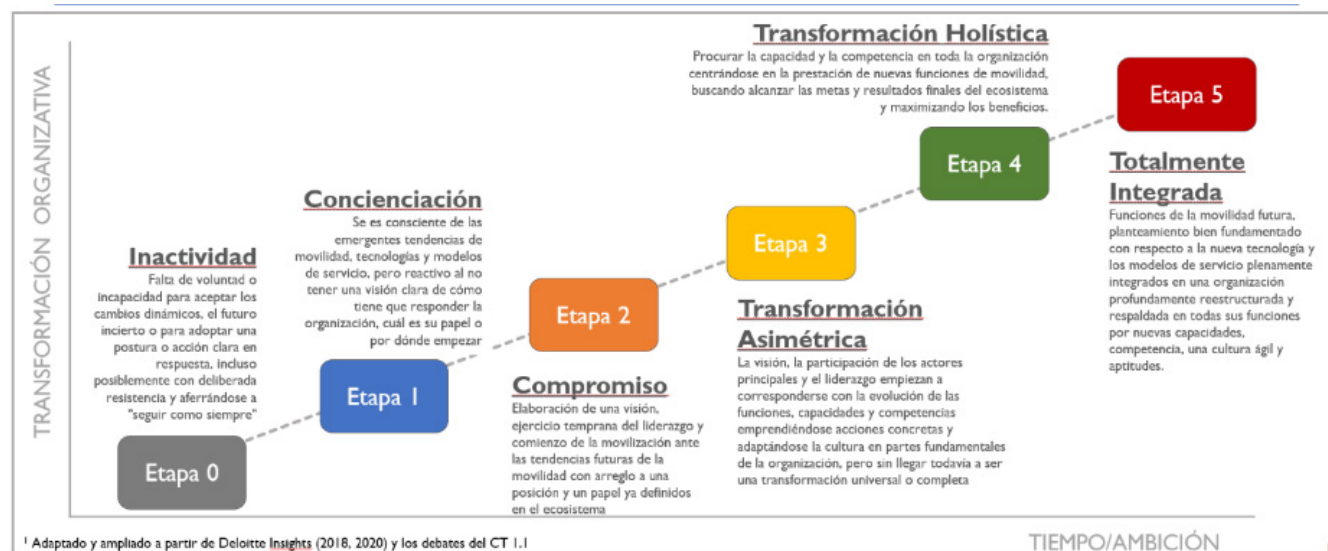 TRANSFORMACIÓN ORGANIZATIVA
Inactividad
Falta de voluntad o
incapacidad para aceptar los
cambios dinámicos, el futuro
incierto o para adoptar una
postura o acción clara en
respuesta, incluso
posiblemente con deliberada
resistencia y aferrándose a
"seguir como siempre"
Etapa 0
Concienciación
Se es consciente de las
emergentes tendencias de
movilidad, tecnologías y modelos
de servicio, pero reactivo al no
tener una visión clara de cómo
tiene que responder la
organización, cuál es su papel o
por dónde empezar
Etapa 1
Etapa 2
Compromiso
Elaboración de una visión,
ejercicio temprana del liderazgo y
comienzo de la movilización ante
las tendencias futuras de la
movilidad con arreglo a una
posición y un papel ya definidos
en el ecosistema
Etapa 3
Transformación
Asimétrica
La visión, la participación de los actores
principales y el liderazgo empiezan a
corresponderse con la evolución de las
funciones, capacidades y competencias
emprendiéndose acciones concretas y
adaptándose la cultura en partes fundamentales
de la organización, pero sin llegar todavía a ser
una transformación universal o completa
Transformación Holística
Procurar la capacidad y la competencia en toda la organización
centrándose en la prestación de nuevas funciones de movilidad,
buscando alcanzar las metas y resultados finales del ecosistema
y maximizando los beneficios.
Etapa 4
Etapa 5
Totalmente
Integrada
Funciones de la movilidad futura,
planteamiento bien fundamentado
con respecto a la nueva tecnología y
los modelos de servicio plenamente
integrados en una organización
profundamente reestructurada y
respaldada en todas sus funciones
por nuevas capacidades,
competencia, una cultura ágil y
aptitudes.
¹ Adaptado y ampliado a partir de Deloitte Insights (2018, 2020) y los debates del CT 1.1
TIEMPO/AMBICIÓN